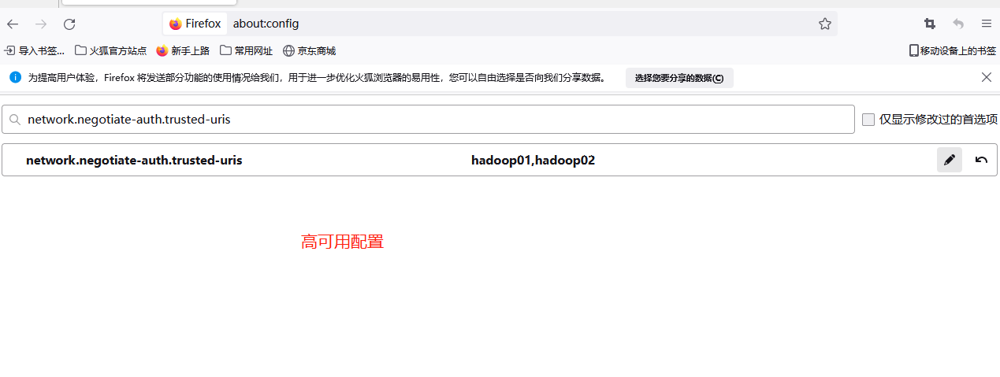 Firefox about:config
导入书签... 火狐官方站点 新手上路 常用网址 京东商城 移动设备上的书签
为提高用户体验，Firefox 将发送部分功能的使用情况给我们，用于进一步优化火狐浏览器的易用性，您可以自由选择是否向我们分享数据。 选择您要分享的数据(C)
network.negotiate-auth.trusted-uris 仅显示修改过的首选项
network.negotiate-auth.trusted-uris hadoop01,hadoop02
高可用配置